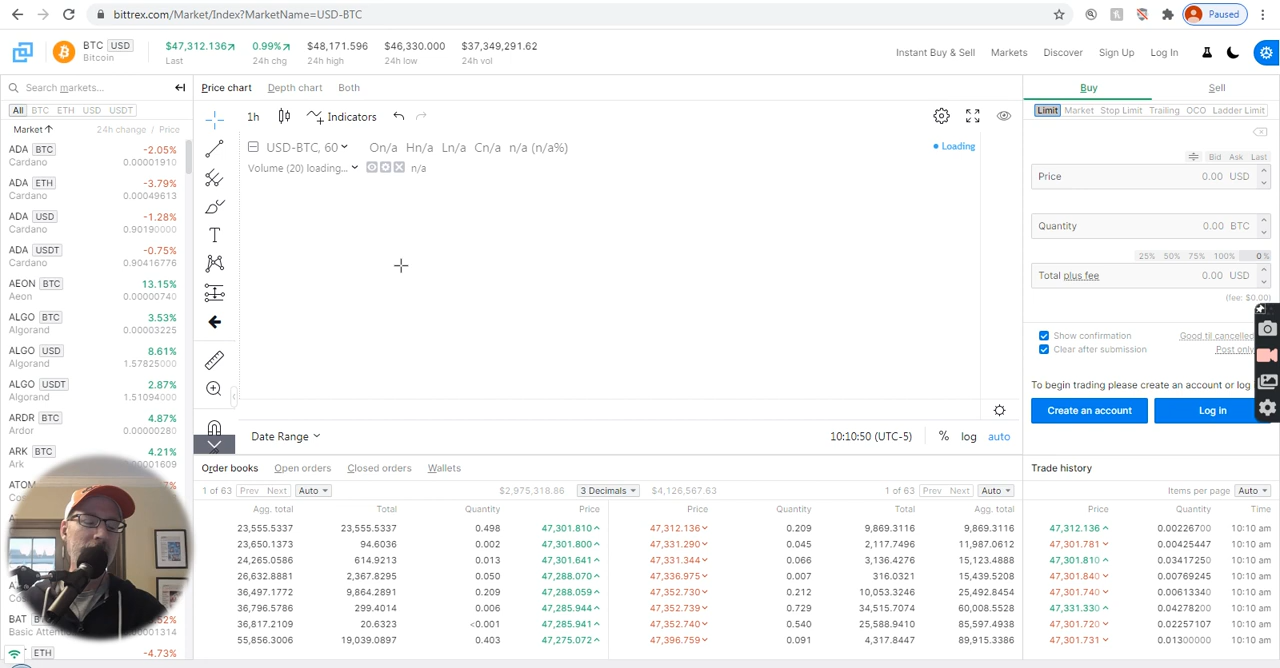 bittrex.com/Market/Index?MarketName=USD-BTC
Paused
BTC USD
Bitcoin
$47,312.136 0.99% $48,171.596 $46,330.000 $37,349,291.62
Last 24h chg 24h high 24h low 24h vol
Instant Buy & Sell Markets Discover Sign Up Log In
Search markets...
All BTC ETH USD USDT
Market 24h change / Price
ADA BTC -2.05%
Cardano 0.00001910
ADA ETH -3.79%
Cardano 0.00049613
ADA USD -1.28%
Cardano 0.90190000
ADA USDT -0.75%
Cardano 0.90416776
AEON BTC 13.15%
Aeon 0.00000740
ALGO BTC 3.53%
Algorand 0.00003225
ALGO USD 8.61%
Algorand 1.57825000
ALGO USDT 2.87%
Algorand 1.51094000
ARDR BTC 4.87%
Ardor 0.00000280
ARK BTC 4.21%
Ark
ATOM
BAT
Basic Attenti
ETH -4.73%
Price chart Depth chart Both
1h Indicators
USD-BTC, 60 On/a Hn/a Ln/a Cn/a n/a (n/a%)
Loading
Volume (20) loading... n/a
Date Range 10:10:50 (UTC-5) % log auto
Buy Sell
Limit Market Stop Limit Trailing OCO Ladder Limit
Bid Ask Last
Price 0.00 USD
Quantity 0.00 BTC
25% 50% 75% 100% 0 %
Total plus fee 0.00 USD
(fee: $0.00)
Show confirmation Good til cancelled
Clear after submission Post only
To begin trading please create an account or log
Create an account Log in
Order books Open orders Closed orders Wallets
1 of 63 Prev Next Auto $2,975,318.86 3 Decimals $4,126,567.63 1 of 63 Prev Next Auto
Agg. total Total Quantity Price Price Quantity Total Agg. total
23,555.5337 23,555.5337 0.498 47,301.810 47,312.136 0.209 9,869.3116 9,869.3116
23,650.1373 94.6036 0.002 47,301.800 47,331.290 0.045 2,117.7496 11,987.0612
24,265.0586 614.9213 0.013 47,301.641 47,331.344 0.066 3,136.4276 15,123.4888
26,632.8881 2,367.8295 0.050 47,288.070 47,336.975 0.007 316.0321 15,439.5208
36,497.1772 9,864.2891 0.209 47,288.059 47,352.730 0.212 10,053.3246 25,492.8454
36,796.5786 299.4014 0.006 47,285.944 47,352.739 0.729 34,515.7074 60,008.5528
36,817.2109 20.6323 <0.001 47,285.941 47,352.740 0.540 25,588.9410 85,597.4938
55,856.3006 19,039.0897 0.403 47,275.072 47,396.759 0.091 4,317.8447 89,915.3386
Trade history
Items per page Auto
Price Quantity Time
47,312.136 0.00226700 10:10 am
47,301.781 0.00425447 10:10 am
47,301.810 0.03417250 10:10 am
47,301.840 0.00769245 10:10 am
47,301.740 0.00613340 10:10 am
47,331.330 0.04278200 10:10 am
47,301.720 0.02257107 10:10 am
47,301.731 0.01300000 10:10 am